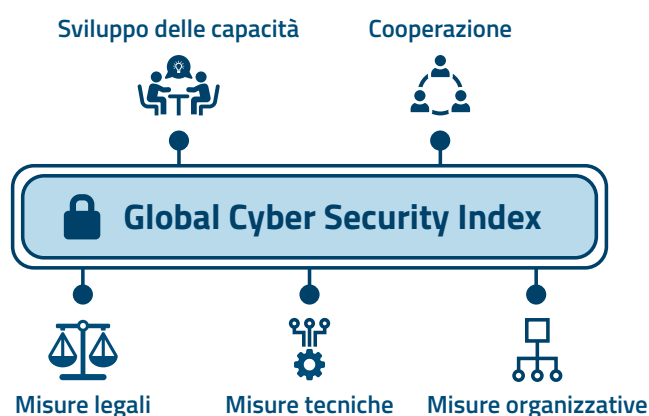 Sviluppo delle capacità
Cooperazione
Global Cyber Security Index
Misure legali
Misure tecniche
Misure organizzative